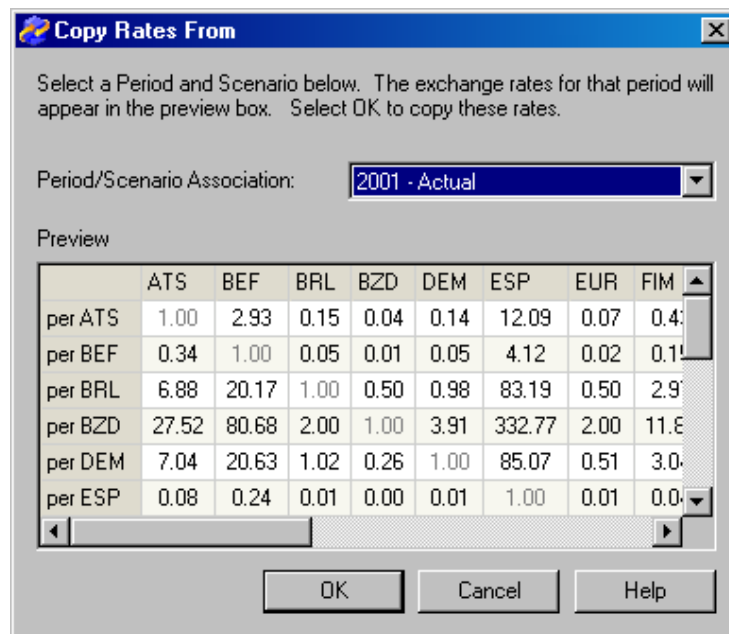 Copy Rates From
Select a Period and Scenario below. The exchange rates for that period will
appear in the preview box. Select OK to copy these rates.
Period/Scenario Association: 2001 - Actual
Preview
ATS BEF BRL BZD DEM ESP EUR FIM
per ATS 1.00 2.93 0.15 0.04 0.14 12.09 0.07
per BEF 0.34 1.00 0.05 0.01 0.05 4.12 0.02
per BRL 6.88 20.17 1.00 0.50 0.98 83.19 0.50
per BZD 27.52 80.68 2.00 1.00 3.91 332.77 2.00
per DEM 7.04 20.63 1.02 0.26 1.00 85.07 0.51
per ESP 0.08 0.24 0.01 0.00 0.01 1.00 0.01
OK Cancel Help